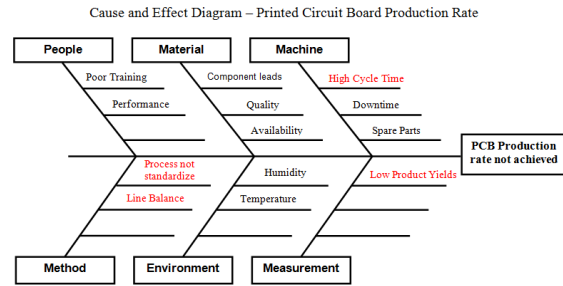 Cause and Effect Diagram – Printed Circuit Board Production Rate
People
Material
Machine
Poor Training
Component leads
High Cycle Time
Performance
Quality
Downtime
Availability
Spare Parts
PCB Production
rate not achieved
Process not
standardize
Humidity
Low Product Yields
Line Balance
Temperature
Method
Environment
Measurement